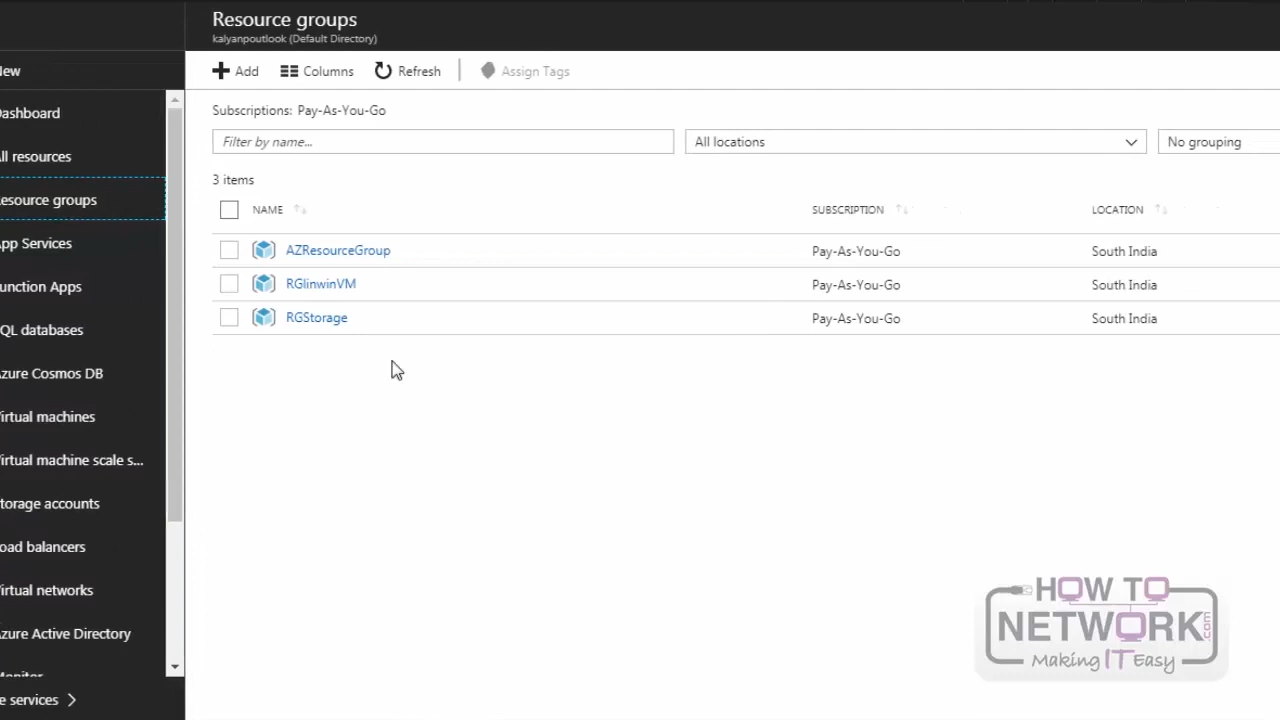 Resource groups
kalyanpoutlook (Default Directory)
New
Dashboard
ll resources
esource groups
pp Services
unction Apps
QL databases
zure Cosmos DB
irtual machines
irtual machine scale s...
torage accounts
oad balancers
irtual networks
zure Active Directory
Monitor
e services
Add Columns Refresh Assign Tags
Subscriptions: Pay-As-You-Go
Filter by name... All locations No grouping
3 items
NAME SUBSCRIPTION LOCATION
AZResourceGroup Pay-As-You-Go South India
RGlinwinVM Pay-As-You-Go South India
RGStorage Pay-As-You-Go South India
HOW TO
NETWORK.com
Making IT Easy